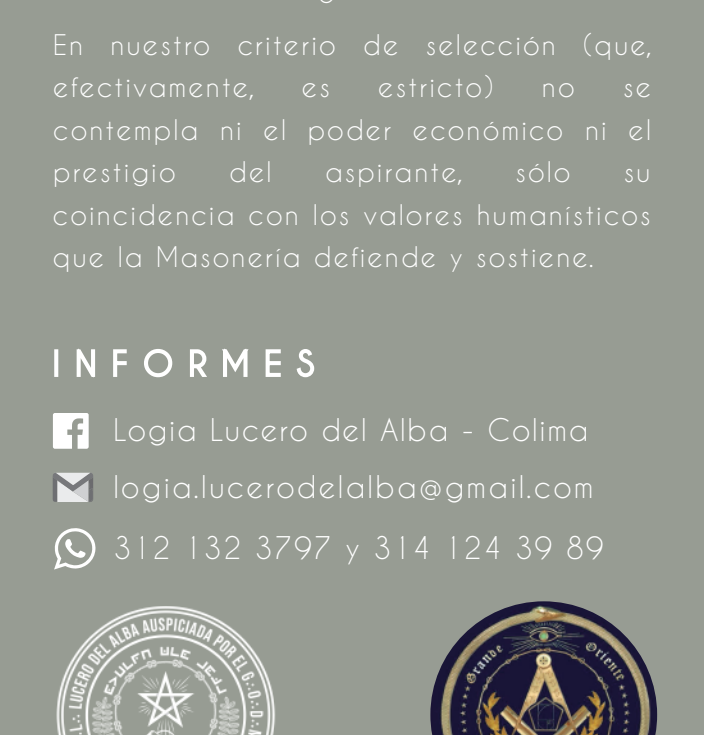 En nuestro criterio de selección (que,
efectivamente, es estricto) no se
contempla ni el poder económico ni el
prestigio del aspirante, sólo su
coincidencia con los valores humanísticos
que la Masonería defiende y sostiene.
INFORMES
Logia Lucero del Alba - Colima
logia.lucerodelalba@gmail.com
312 132 3797 y 314 124 39 89
L∴ LUCERO DEL ALBA AUSPICIADA POR EL G∴O∴D∴A
Grande Oriente